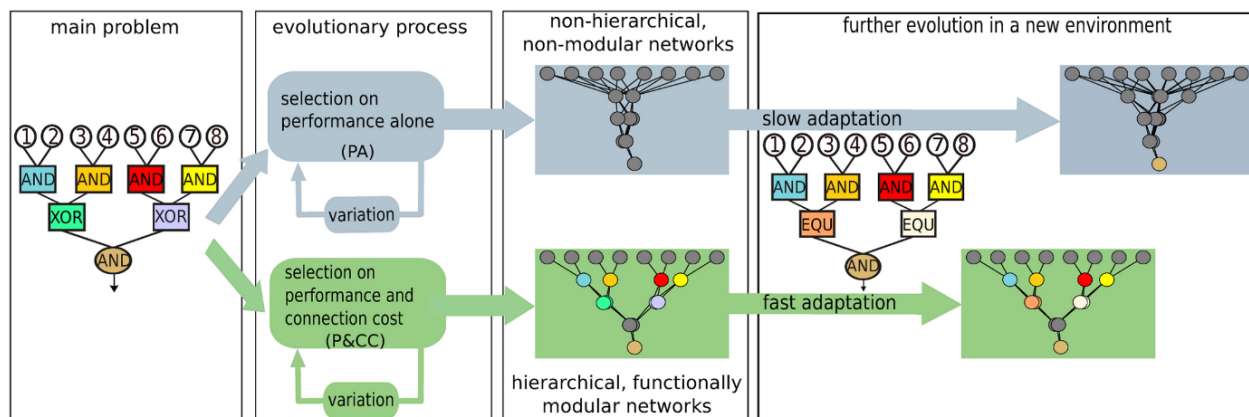 main problem
1 2 3 4 5 6 7 8
AND AND AND AND
XOR XOR
AND
evolutionary process
selection on
performance alone
(PA)
variation
selection on
performance and
connection cost
(P&CC)
variation
non-hierarchical,
non-modular networks
hierarchical, functionally
modular networks
further evolution in a new environment
slow adaptation
1 2 3 4 5 6 7 8
AND AND AND AND
EQU EQU
AND
fast adaptation